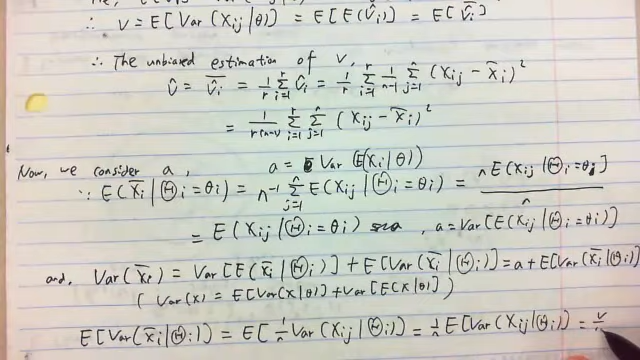 ∴ v = E[Var(Xij|θ)] = E[E(v̂i)] = E[v̂i]
∴ The unbiased estimation of v,
v̂ = \overline{v̂i} = 1/r Σ_{i=1}^{r} v̂i = 1/r Σ_{i=1}^{r} 1/(n-1) Σ_{j=1}^{n} (Xij - X̄i)²
= 1/(r(n-1)) Σ_{i=1}^{r} Σ_{j=1}^{n} (Xij - X̄i)²
Now, we consider a, a = Var(E(X|θ))
∵ E(X̄i|Θi=θi) = n⁻¹ Σ_{j=1}^{n} E(Xij|Θi=θi) = nE(Xij|Θi=θi]/n
= E(Xij|Θi=θi), a = Var[E(Xij|Θi=θi)]
and, Var(X̄i) = Var[E(X̄i|Θi)] + E[Var(X̄i|Θi)] = a + E[Var(X̄i|Θi)]
(Var(X) = E[Var(X|Θ)] + Var[E(X|Θ)])
E[Var(X̄i|Θi)] = E[1/n Var(Xij|Θi)] = 1/n E[Var(Xij|Θi)] = v/